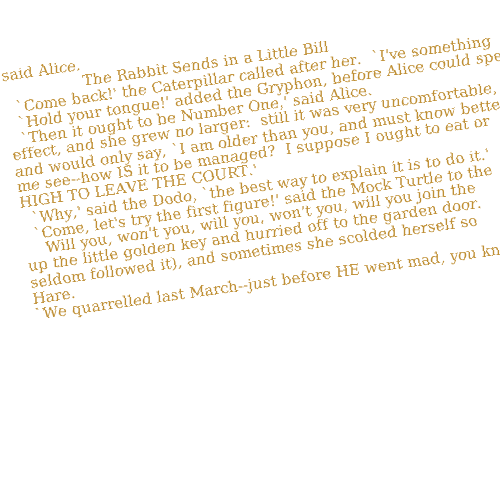 said Alice.
The Rabbit Sends in a Little Bill
`Come back!' the Caterpillar called after her.  `I've something
`Hold your tongue!' added the Gryphon, before Alice could spe
`Then it ought to be Number One,' said Alice.
effect, and she grew no larger:  still it was very uncomfortable,
and would only say, `I am older than you, and must know bette
me see--how IS it to be managed?  I suppose I ought to eat or
HIGH TO LEAVE THE COURT.'
`Why,' said the Dodo, `the best way to explain it is to do it.'
`Come, let's try the first figure!' said the Mock Turtle to the
Will you, won't you, will you, won't you, will you join the
up the little golden key and hurried off to the garden door.
seldom followed it), and sometimes she scolded herself so
Hare.
`We quarrelled last March--just before HE went mad, you kn